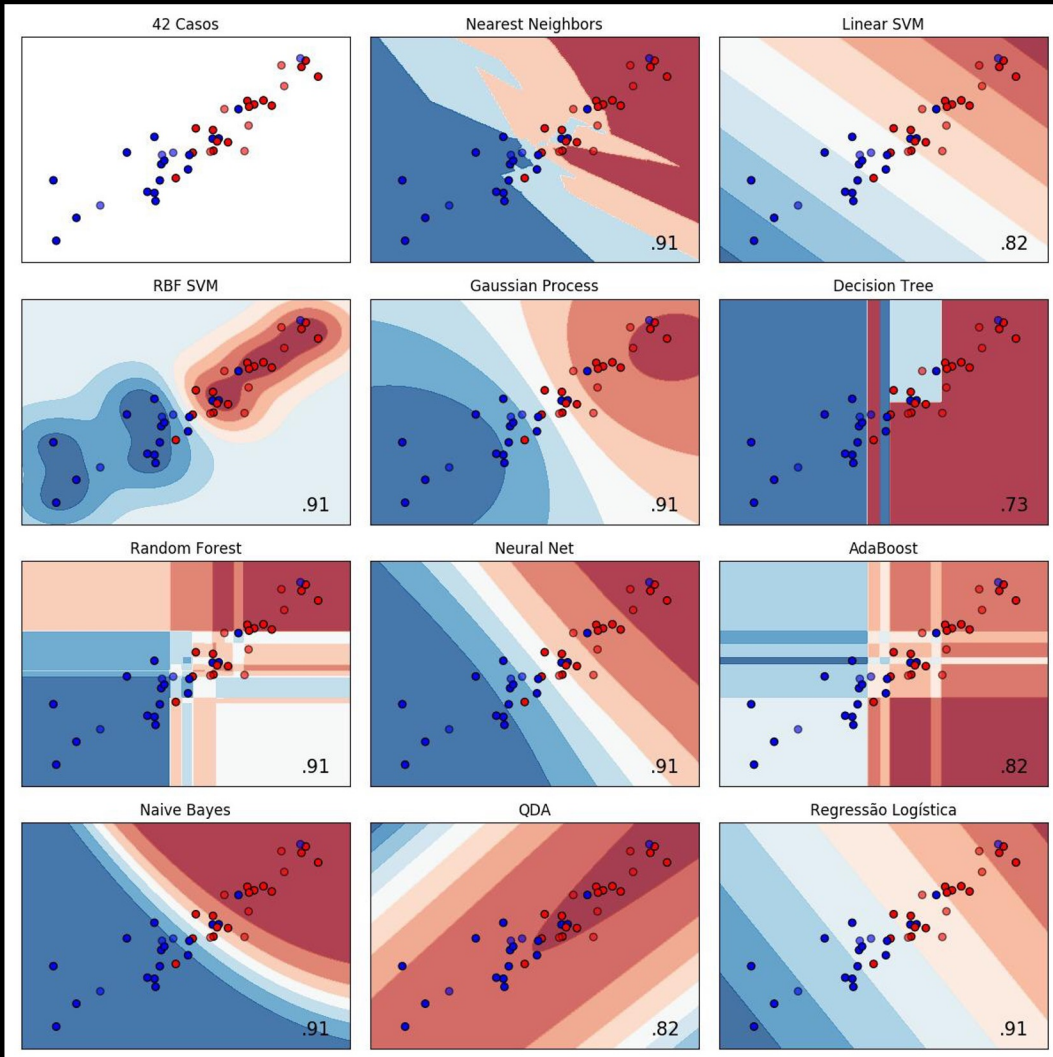 42 Casos
Nearest Neighbors
Linear SVM
.91
.82
RBF SVM
Gaussian Process
Decision Tree
.91
.91
.73
Random Forest
Neural Net
AdaBoost
.91
.91
.82
Naive Bayes
QDA
Regressão Logística
.91
.82
.91